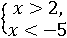 x > 2,
x < −5